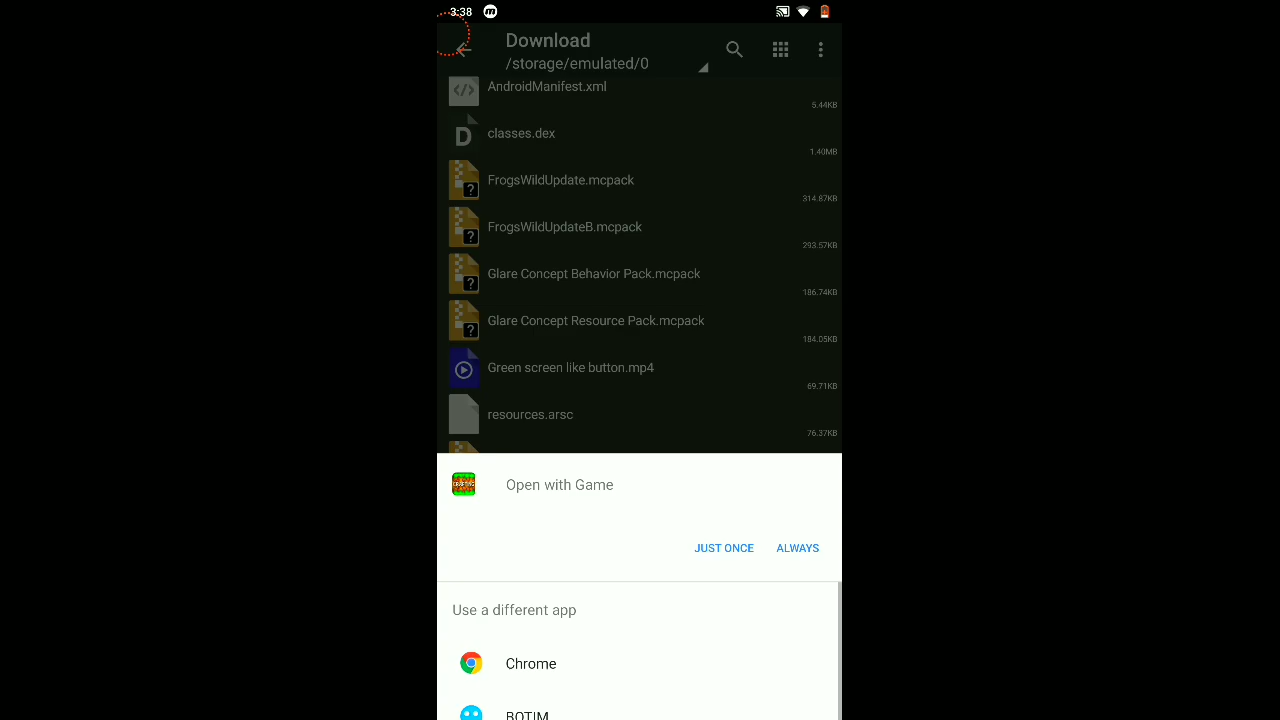 3:38
Download
/storage/emulated/0
AndroidManifest.xml
5.44KB
classes.dex
1.40MB
FrogsWildUpdate.mcpack
314.87KB
FrogsWildUpdateB.mcpack
293.57KB
Glare Concept Behavior Pack.mcpack
186.74KB
Glare Concept Resource Pack.mcpack
184.05KB
Green screen like button.mp4
69.71KB
resources.arsc
76.37KB
Open with Game
JUST ONCE ALWAYS
Use a different app
Chrome
BOTIM